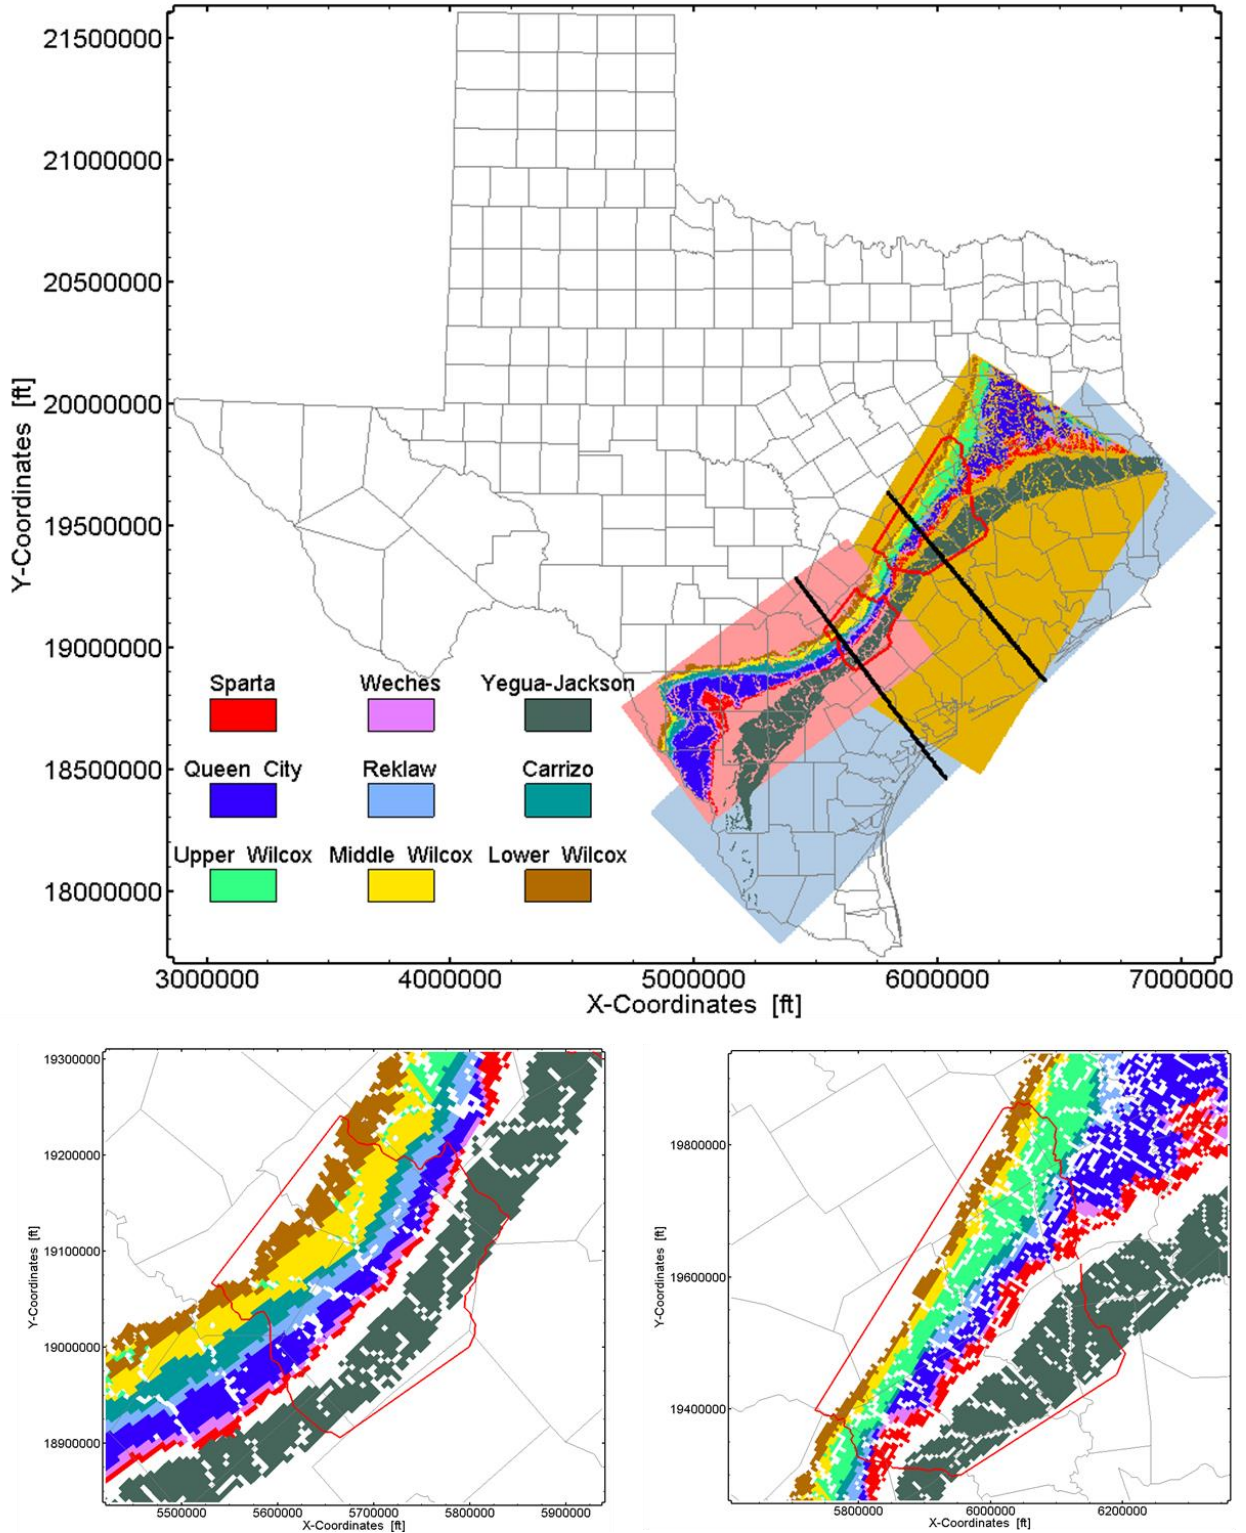 21500000
21000000
20500000
20000000
19500000
19000000
18500000
18000000
Y-Coordinates [ft]
Sparta Weches Yegua-Jackson
Queen City Reklaw Carrizo
Upper Wilcox Middle Wilcox Lower Wilcox
3000000 4000000 5000000 6000000 7000000
X-Coordinates [ft]
19300000
19200000
19100000
19000000
18900000
Y-Coordinates [ft]
5500000 5600000 5700000 5800000 5900000
X-Coordinates [ft]
19800000
19600000
19400000
Y-Coordinates [ft]
5800000 6000000 6200000
X-Coordinates [ft]